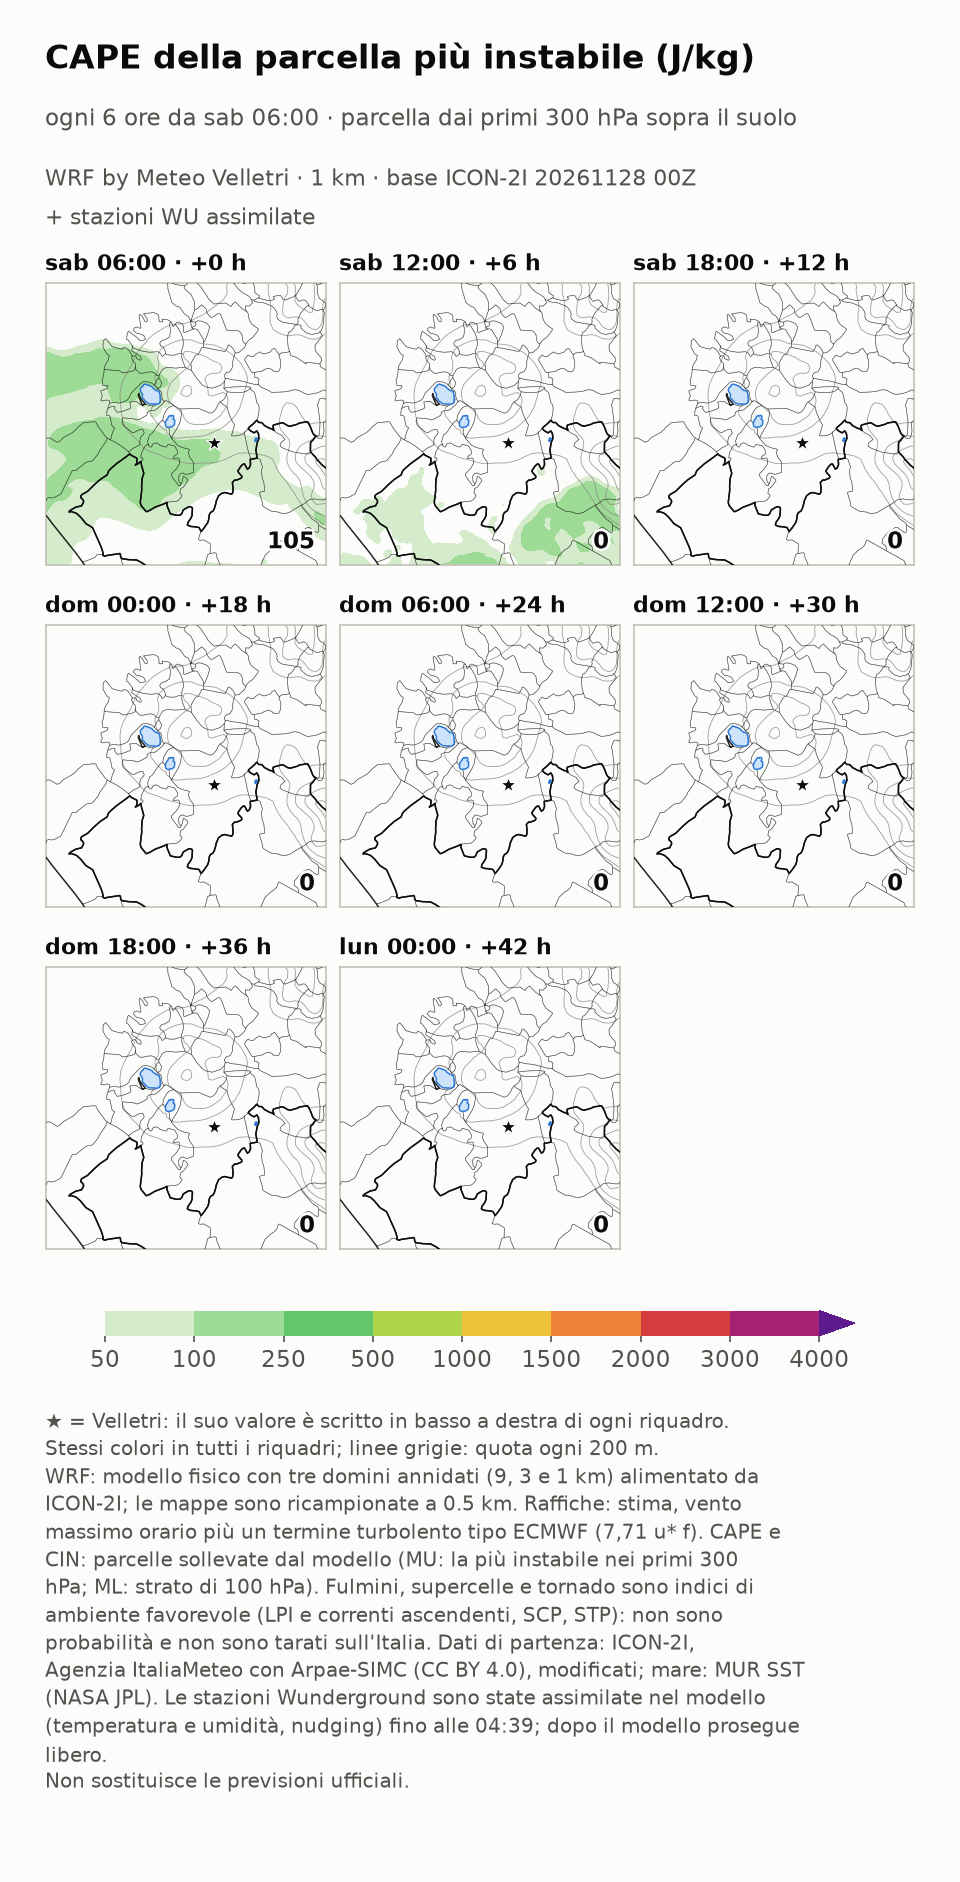 CAPE della parcella più instabile (J/kg)
ogni 6 ore da sab 06:00 · parcella dai primi 300 hPa sopra il suolo
WRF by Meteo Velletri · 1 km · base ICON-2I 20261128 00Z
+ stazioni WU assimilate
sab 06:00 · +0 h
sab 12:00 · +6 h
sab 18:00 · +12 h
105
0
0
dom 00:00 · +18 h
dom 06:00 · +24 h
dom 12:00 · +30 h
0
0
0
dom 18:00 · +36 h
lun 00:00 · +42 h
0
0
50 100 250 500 1000 1500 2000 3000 4000
★ = Velletri: il suo valore è scritto in basso a destra di ogni riquadro.
Stessi colori in tutti i riquadri; linee grigie: quota ogni 200 m.
WRF: modello fisico con tre domini annidati (9, 3 e 1 km) alimentato da
ICON-2I; le mappe sono ricampionate a 0.5 km. Raffiche: stima, vento
massimo orario più un termine turbolento tipo ECMWF (7,71 u* f). CAPE e
CIN: parcelle sollevate dal modello (MU: la più instabile nei primi 300
hPa; ML: strato di 100 hPa). Fulmini, supercelle e tornado sono indici di
ambiente favorevole (LPI e correnti ascendenti, SCP, STP): non sono
probabilità e non sono tarati sull'Italia. Dati di partenza: ICON-2I,
Agenzia ItaliaMeteo con Arpae-SIMC (CC BY 4.0), modificati; mare: MUR SST
(NASA JPL). Le stazioni Wunderground sono state assimilate nel modello
(temperatura e umidità, nudging) fino alle 04:39; dopo il modello prosegue
libero.
Non sostituisce le previsioni ufficiali.